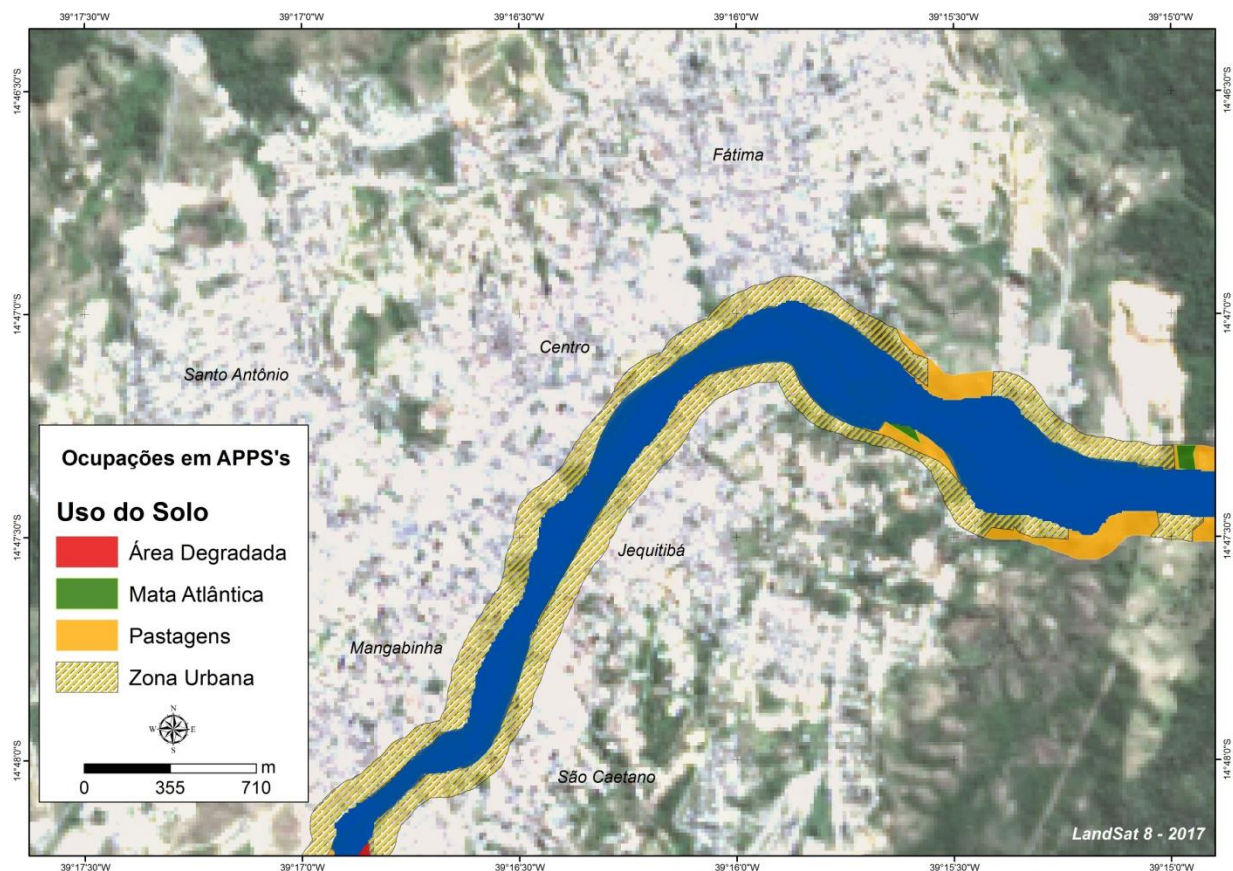 39°17'30"W 39°17'0"W 39°16'30"W 39°16'0"W 39°15'30"W 39°15'0"W
14°46'30"S 14°46'30"S
Fátima
14°47'0"S 14°47'0"S
Centro
Santo Antônio
Ocupações em APPS's
Uso do Solo
Área Degradada
Mata Atlântica
Pastagens
Zona Urbana
N
W E
S
m
0 355 710
14°47'30"S 14°47'30"S
Jequitibá
Mangabinha
14°48'0"S 14°48'0"S
São Caetano
LandSat 8 - 2017
39°17'30"W 39°17'0"W 39°16'30"W 39°16'0"W 39°15'30"W 39°15'0"W